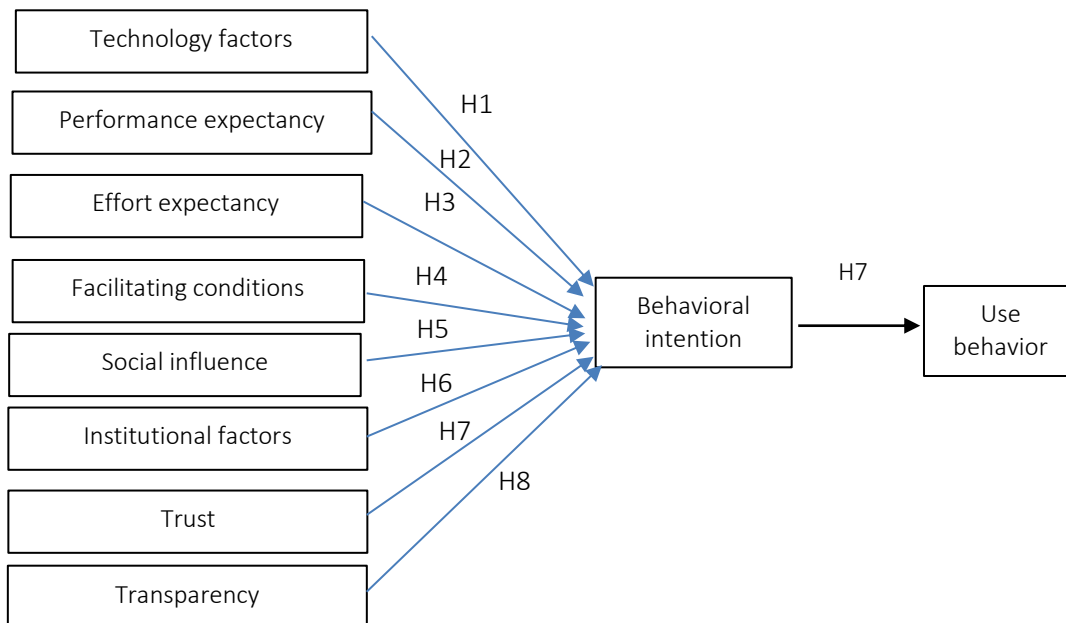 Technology factors
H1
Performance expectancy
H2
Effort expectancy
H3
Facilitating conditions
H4
Social influence
H5
Institutional factors
H6
Trust
H7
Transparency
H8
Behavioral
intention
H7
Use
behavior